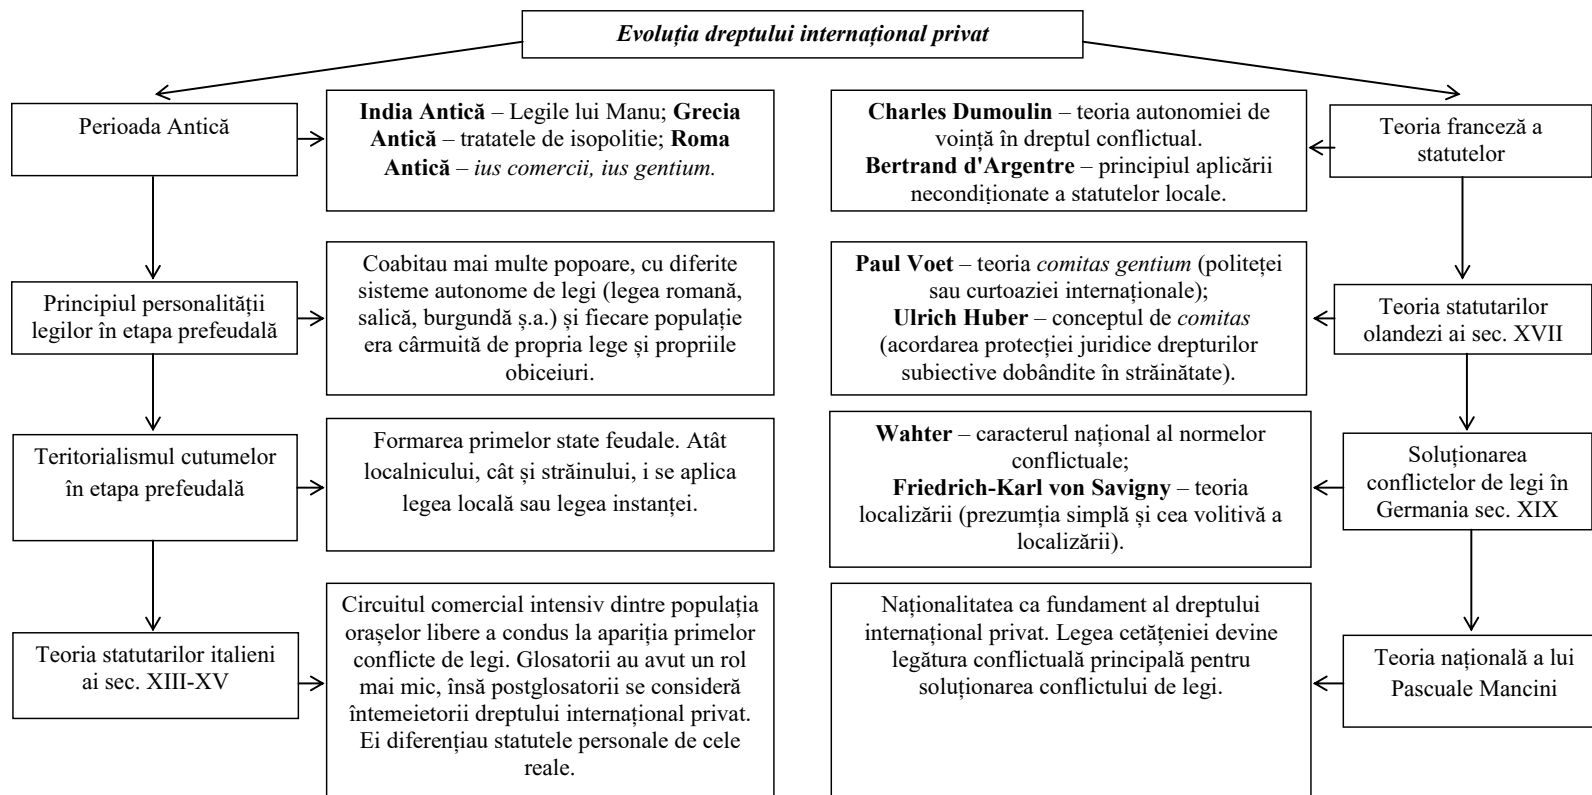 Evoluția dreptului internațional privat
Perioada Antică
India Antică – Legile lui Manu; Grecia
Antică – tratatele de isopolitie; Roma
Antică – ius comercii, ius gentium.
Principiul personalității
legilor în etapa prefeudală
Coabitau mai multe popoare, cu diferite
sisteme autonome de legi (legea romană,
salică, burgundă ș.a.) și fiecare populație
era cârmuită de propria lege și propriile
obiceiuri.
Teritorialismul cutumelor
în etapa prefeudală
Formarea primelor state feudale. Atât
localnicului, cât și străinului, i se aplica
legea locală sau legea instanței.
Teoria statutarilor italieni
ai sec. XIII-XV
Circuitul comercial intensiv dintre populația
orașelor libere a condus la apariția primelor
conflicte de legi. Glosatorii au avut un rol
mai mic, însă postglosatorii se consideră
întemeietorii dreptului internațional privat.
Ei diferențiau statutele personale de cele
reale.
Charles Dumoulin – teoria autonomiei de
voință în dreptul conflictual.
Bertrand d'Argentre – principiul aplicării
necondiționate a statutelor locale.
Teoria franceză a
statutelor
Paul Voet – teoria comitas gentium (politeței
sau curtoaziei internaționale);
Ulrich Huber – conceptul de comitas
(acordarea protecției juridice drepturilor
subiective dobândite în străinătate).
Teoria statutarilor
olandezi ai sec. XVII
Wahter – caracterul național al normelor
conflictuale;
Friedrich-Karl von Savigny – teoria
localizării (prezumția simplă și cea volitivă a
localizării).
Soluționarea
conflictelor de legi în
Germania sec. XIX
Naționalitatea ca fundament al dreptului
internațional privat. Legea cetățeniei devine
legătura conflictuală principală pentru
soluționarea conflictului de legi.
Teoria națională a lui
Pascuale Mancini